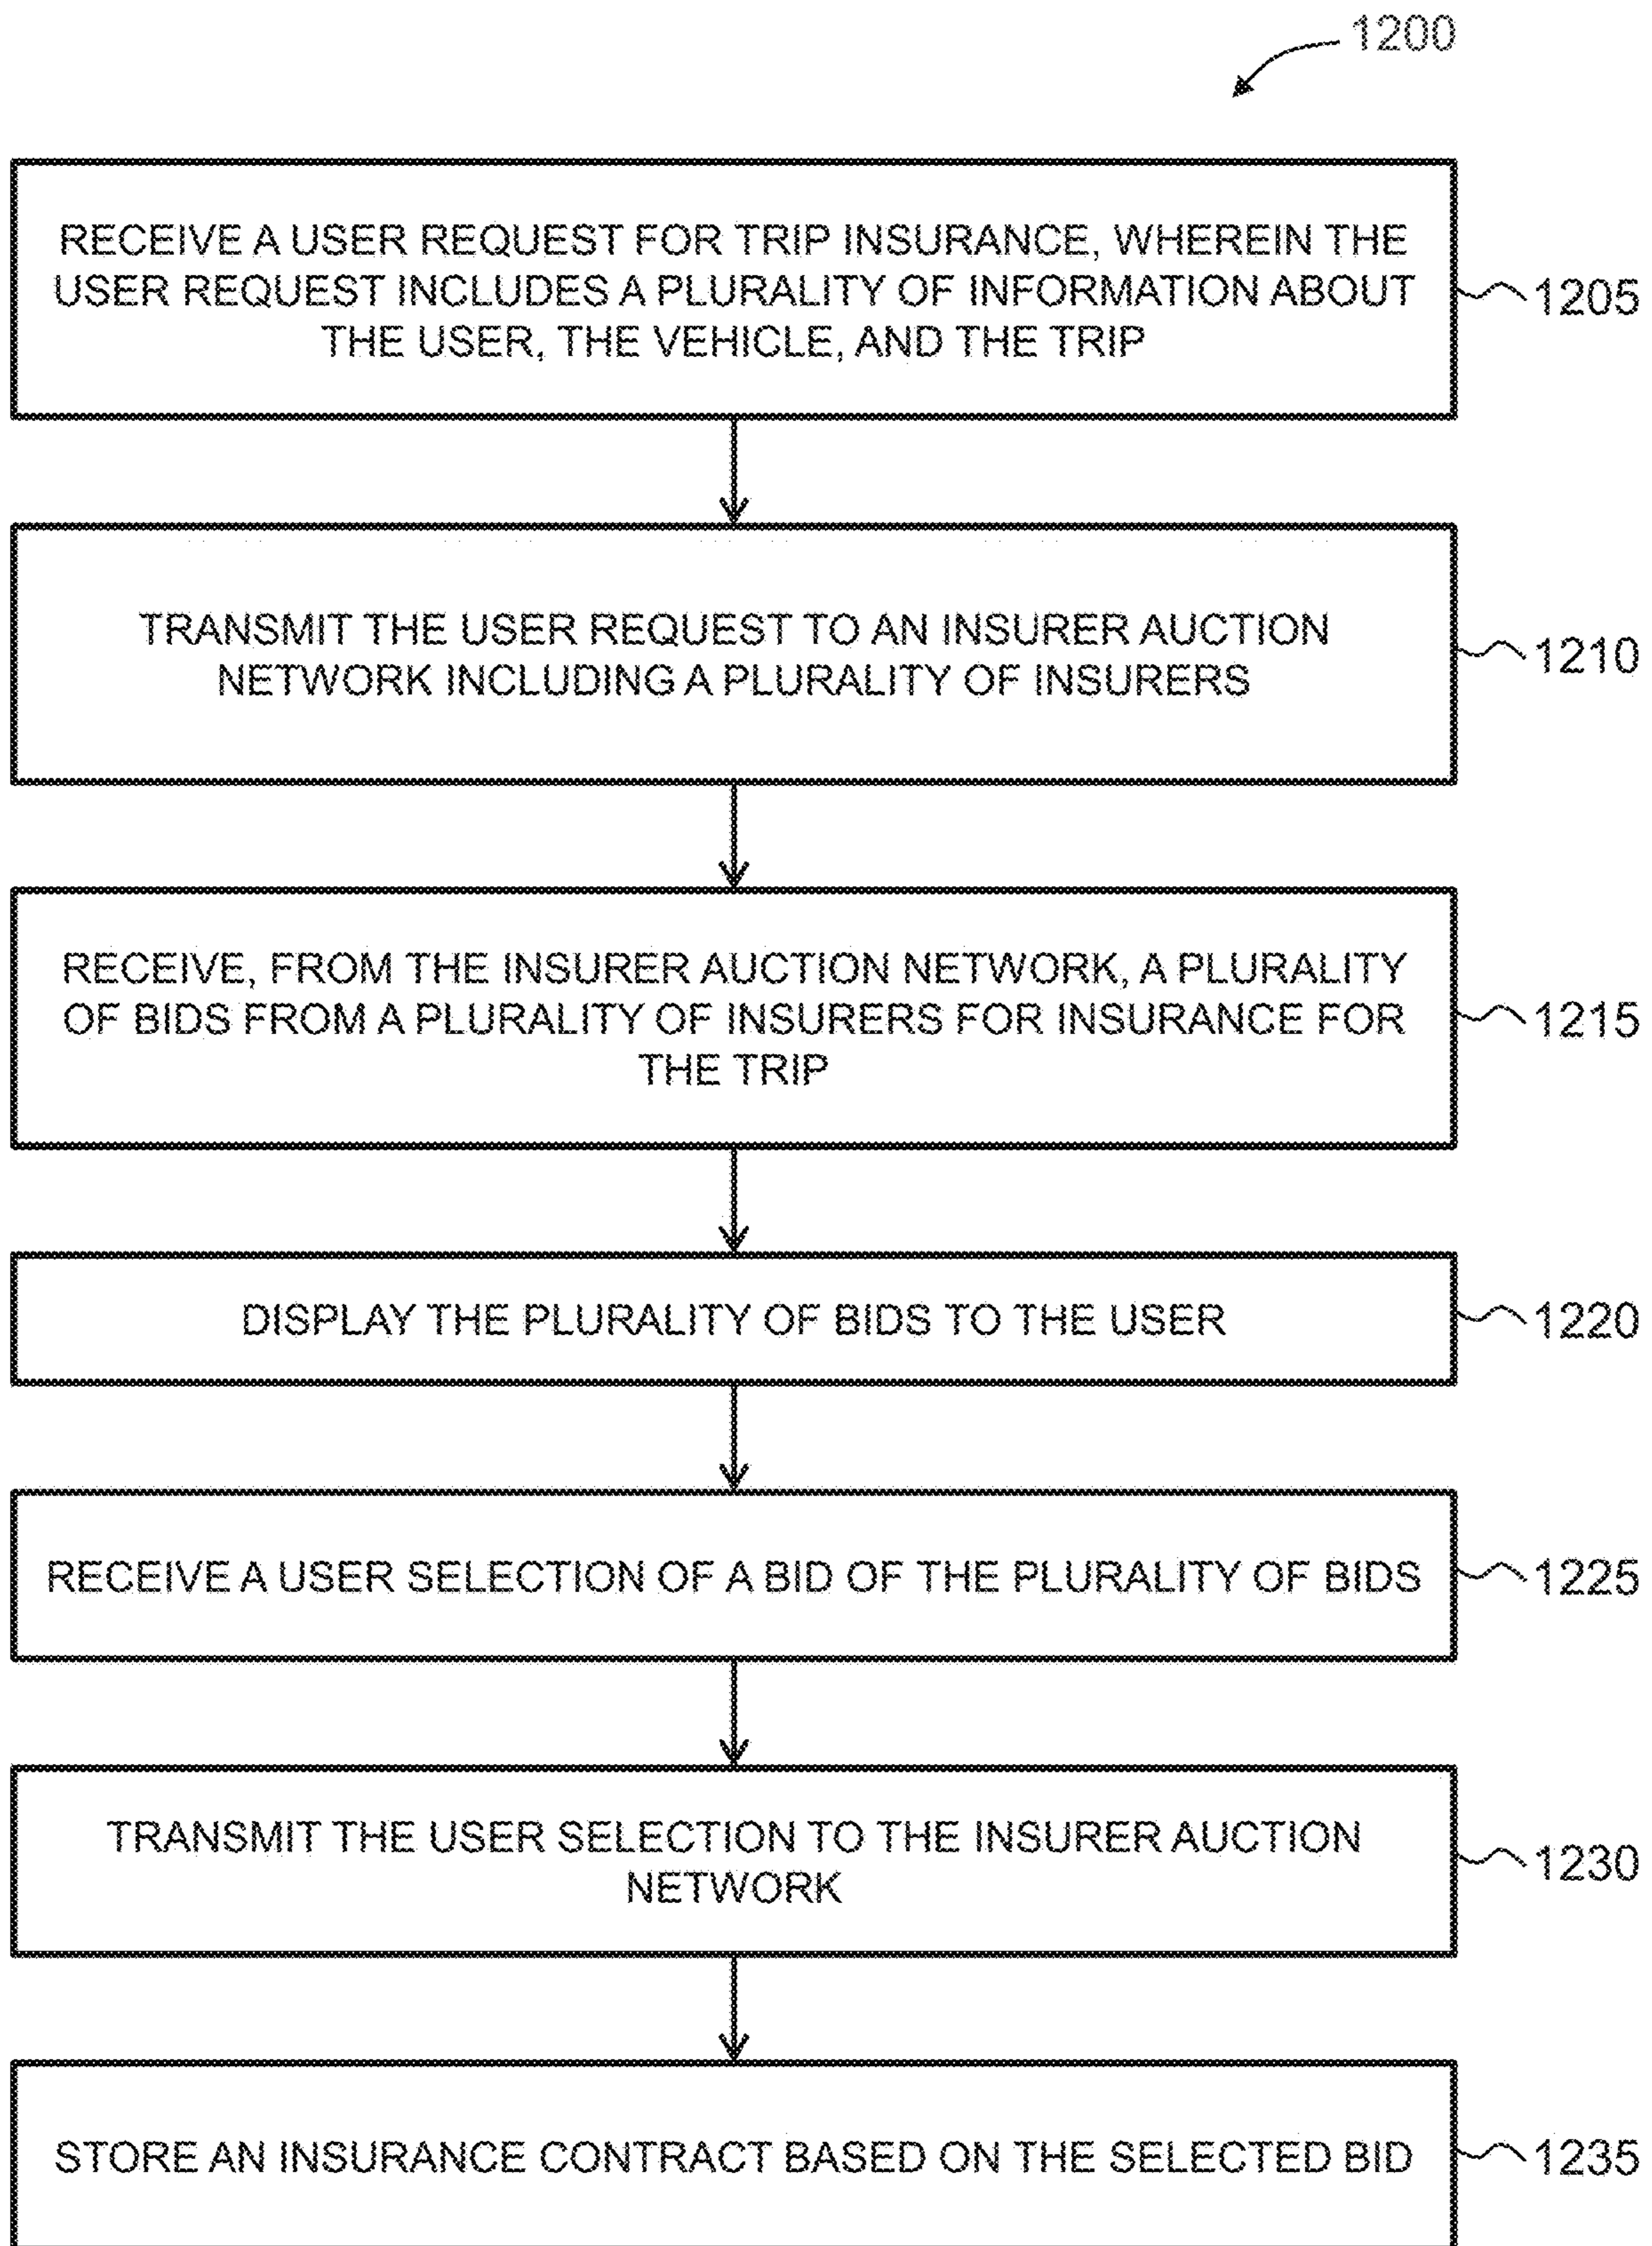 1200
RECEIVE A USER REQUEST FOR TRIP INSURANCE, WHEREIN THE
USER REQUEST INCLUDES A PLURALITY OF INFORMATION ABOUT
THE USER, THE VEHICLE, AND THE TRIP
1205
TRANSMIT THE USER REQUEST TO AN INSURER AUCTION
NETWORK INCLUDING A PLURALITY OF INSURERS
1210
RECEIVE, FROM THE INSURER AUCTION NETWORK, A PLURALITY
OF BIDS FROM A PLURALITY OF INSURERS FOR INSURANCE FOR
THE TRIP
1215
DISPLAY THE PLURALITY OF BIDS TO THE USER
1220
RECEIVE A USER SELECTION OF A BID OF THE PLURALITY OF BIDS
1225
TRANSMIT THE USER SELECTION TO THE INSURER AUCTION
NETWORK
1230
STORE AN INSURANCE CONTRACT BASED ON THE SELECTED BID
1235